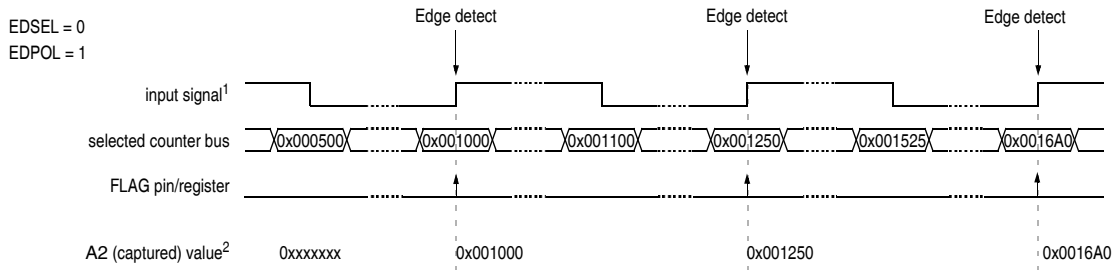 Edge detect Edge detect Edge detect
EDSEL = 0
EDPOL = 1
input signal1
selected counter bus 0x000500 0x001000 0x001100 0x001250 0x001525 0x0016A0
FLAG pin/register
A2 (captured) value2 0xxxxxxx 0x001000 0x001250 0x0016A0